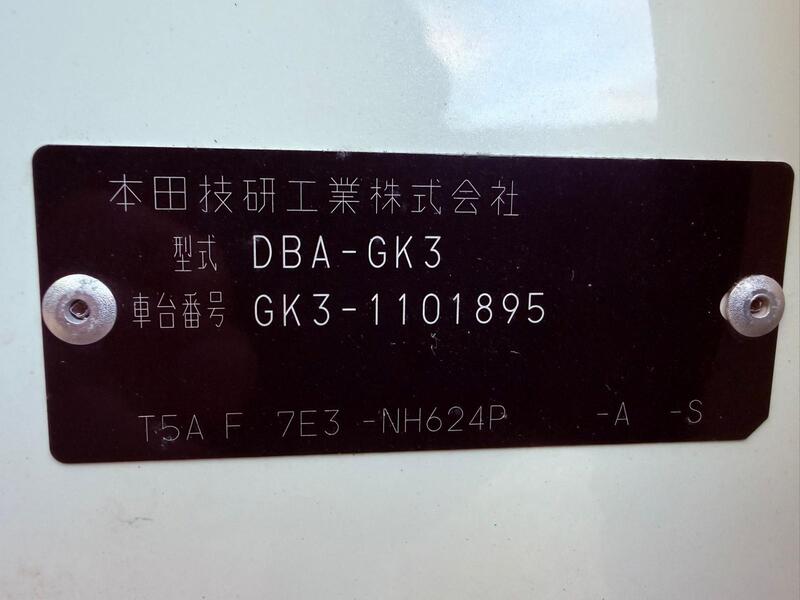 本田技研工業株式会社
型式 DBA-GK3
車台番号 GK3-1101895
T5A F 7E3 -NH624P -A -S